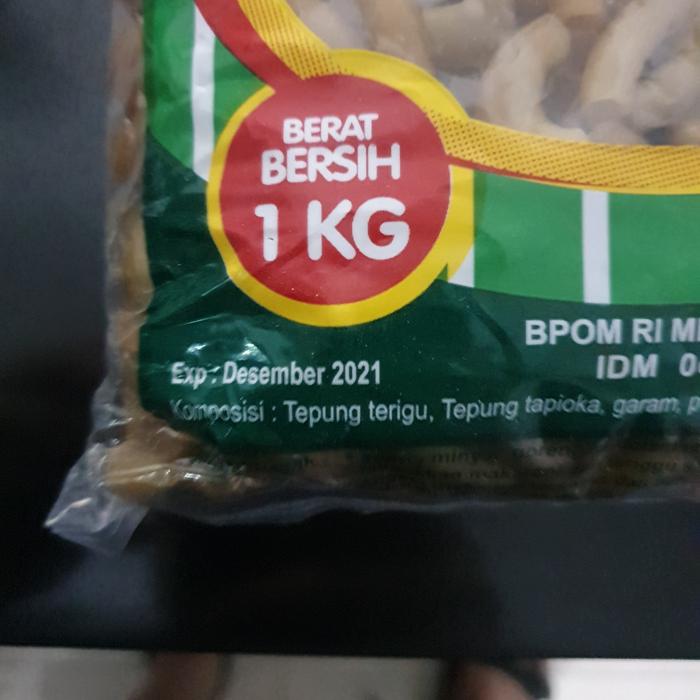 BERAT
BERSIH
1 KG
BPOM RI
IDM
Exp : Desember 2021
Komposisi : Tepung terigu, Tepung tapioka, garam,